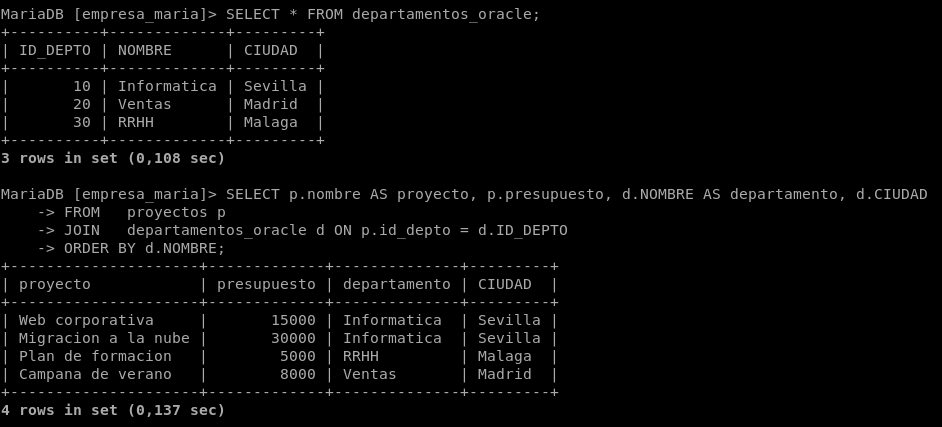 MariaDB [empresa_maria]> SELECT * FROM departamentos_oracle;
+----------+-------------+---------+
| ID_DEPTO | NOMBRE      | CIUDAD  |
+----------+-------------+---------+
|       10 | Informatica | Sevilla |
|       20 | Ventas      | Madrid  |
|       30 | RRHH        | Malaga  |
+----------+-------------+---------+
3 rows in set (0,108 sec)

MariaDB [empresa_maria]> SELECT p.nombre AS proyecto, p.presupuesto, d.NOMBRE AS departamento, d.CIUDAD
    -> FROM   proyectos p
    -> JOIN   departamentos_oracle d ON p.id_depto = d.ID_DEPTO
    -> ORDER BY d.NOMBRE;
+---------------------+-------------+--------------+---------+
| proyecto            | presupuesto | departamento | CIUDAD  |
+---------------------+-------------+--------------+---------+
| Web corporativa     |       15000 | Informatica  | Sevilla |
| Migracion a la nube |       30000 | Informatica  | Sevilla |
| Plan de formacion   |        5000 | RRHH         | Malaga  |
| Campana de verano   |        8000 | Ventas       | Madrid  |
+---------------------+-------------+--------------+---------+
4 rows in set (0,137 sec)